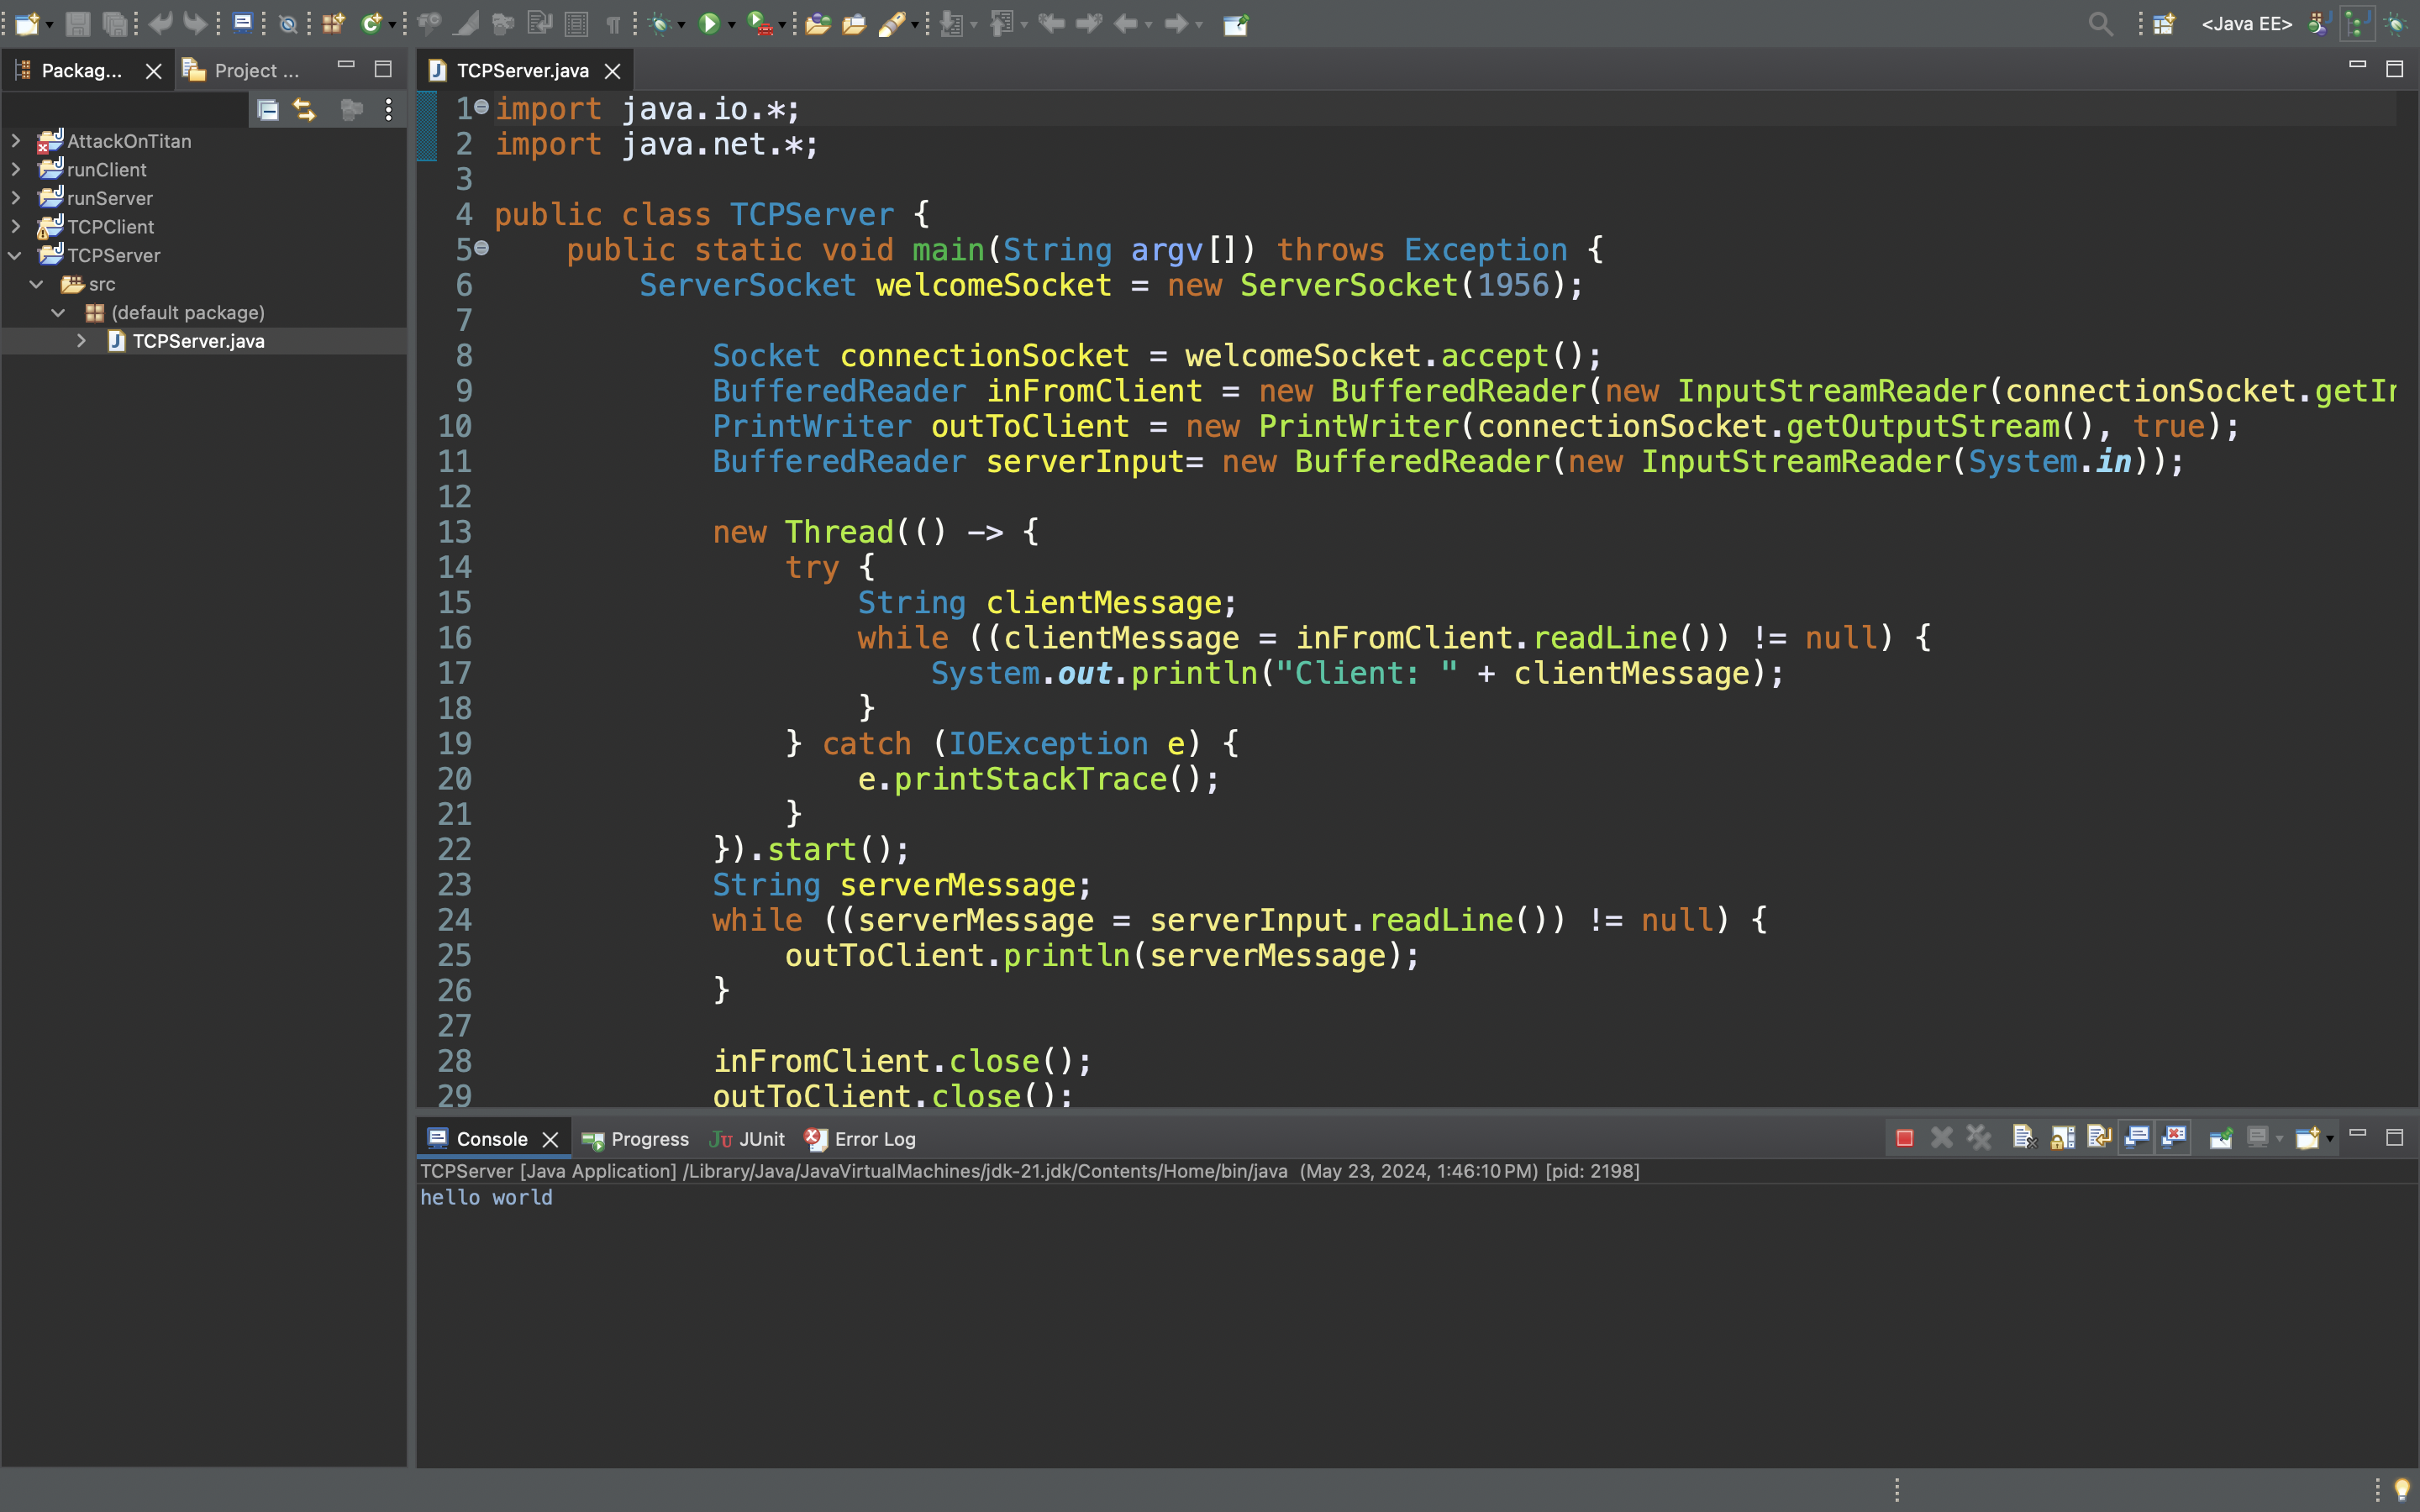 <Java EE>
Packag...
Project ...
AttackOnTitan
runClient
runServer
TCPClient
TCPServer
src
(default package)
TCPServer.java
TCPServer.java
1 import java.io.*;
2 import java.net.*;
3
4 public class TCPServer {
5 public static void main(String argv[]) throws Exception {
6 ServerSocket welcomeSocket = new ServerSocket(1956);
7
8 Socket connectionSocket = welcomeSocket.accept();
9 BufferedReader inFromClient = new BufferedReader(new InputStreamReader(connectionSocket.getIn
10 PrintWriter outToClient = new PrintWriter(connectionSocket.getOutputStream(), true);
11 BufferedReader serverInput= new BufferedReader(new InputStreamReader(System.in));
12
13 new Thread(() -> {
14 try {
15 String clientMessage;
16 while ((clientMessage = inFromClient.readLine()) != null) {
17 System.out.println("Client: " + clientMessage);
18 }
19 } catch (IOException e) {
20 e.printStackTrace();
21 }
22 }).start();
23 String serverMessage;
24 while ((serverMessage = serverInput.readLine()) != null) {
25 outToClient.println(serverMessage);
26 }
27
28 inFromClient.close();
29 outToClient.close();
Console
Progress
JUnit
Error Log
TCPServer [Java Application] /Library/Java/JavaVirtualMachines/jdk-21.jdk/Contents/Home/bin/java (May 23, 2024, 1:46:10 PM) [pid: 2198]
hello world